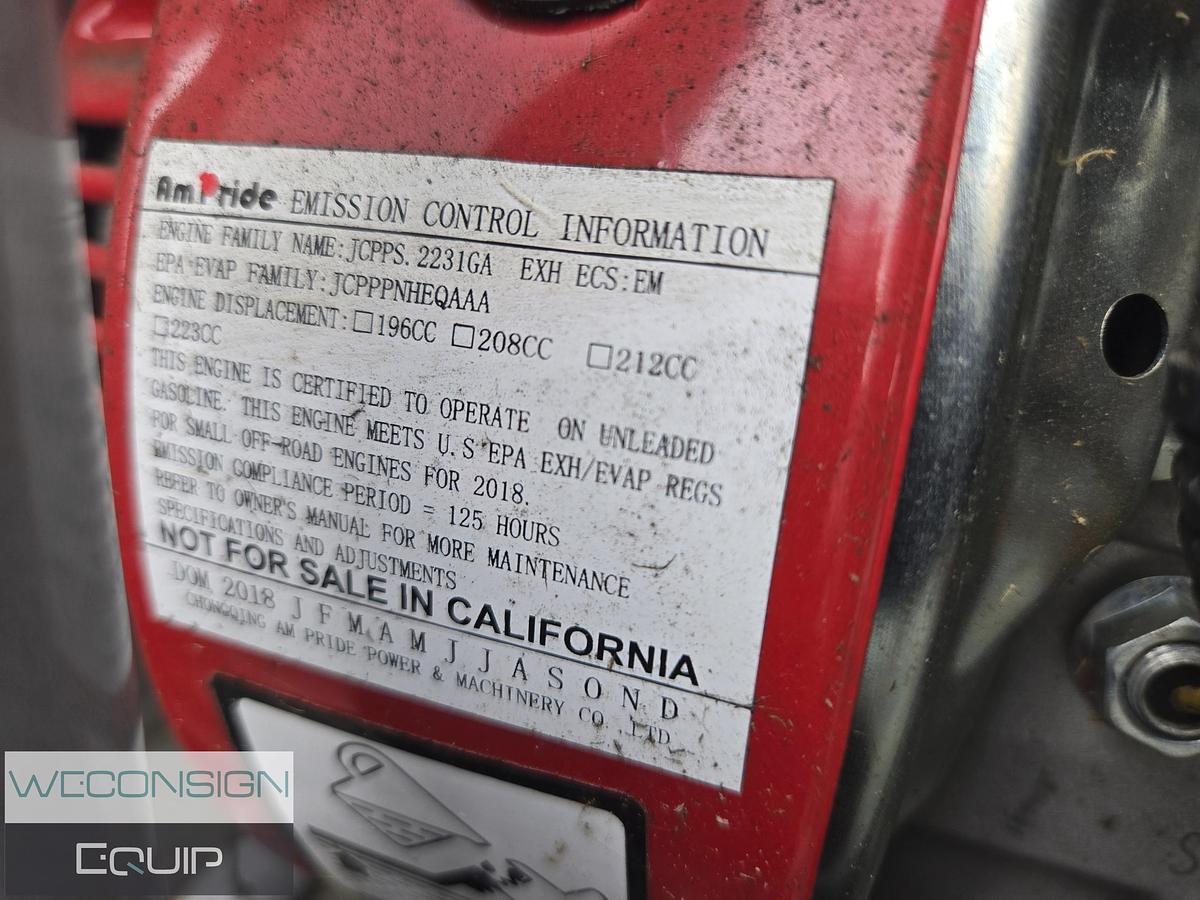 AmPride EMISSION CONTROL INFORMATION
ENGINE FAMILY NAME:JCPPS.2231GA EXH ECS:EM
EPA EVAP FAMILY:JCPPPNHEQAAA
ENGINE DISPLACEMENT:□196CC □208CC □212CC
□223CC
THIS ENGINE IS CERTIFIED TO OPERATE ON UNLEADED
GASOLINE. THIS ENGINE MEETS U.S EPA EXH/EVAP REGS
FOR SMALL OFF-ROAD ENGINES FOR 2018.
EMISSION COMPLIANCE PERIOD = 125 HOURS
REFER TO OWNER'S MANUAL FOR MORE MAINTENANCE
SPECIFICATIONS AND ADJUSTMENTS
NOT FOR SALE IN CALIFORNIA
DOM 2018 J F M A M J J A S O N D
CHONGQING AM PRIDE POWER & MACHINERY CO. LTD
WECONSIGN
EQUIP